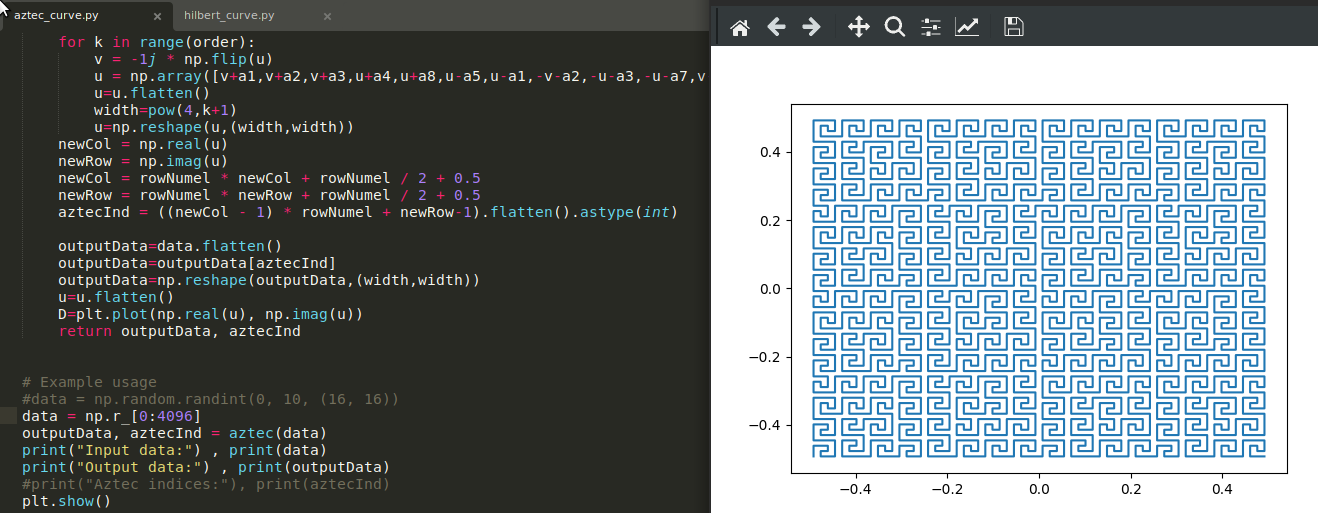 aztec_curve.py × hilbert_curve.py ×
for k in range(order):
v = -1j * np.flip(u)
u = np.array([v+a1,v+a2,v+a3,u+a4,u+a8,u-a5,u-a1,-v-a2,-u-a3,-u-a7,v
u=u.flatten()
width=pow(4,k+1)
u=np.reshape(u,(width,width))
newCol = np.real(u)
newRow = np.imag(u)
newCol = rowNumel * newCol + rowNumel / 2 + 0.5
newRow = rowNumel * newRow + rowNumel / 2 + 0.5
aztecInd = ((newCol - 1) * rowNumel + newRow-1).flatten().astype(int)
outputData=data.flatten()
outputData=outputData[aztecInd]
outputData=np.reshape(outputData,(width,width))
u=u.flatten()
D=plt.plot(np.real(u), np.imag(u))
return outputData, aztecInd
# Example usage
#data = np.random.randint(0, 10, (16, 16))
data = np.r_[0:4096]
outputData, aztecInd = aztec(data)
print("Input data:") , print(data)
print("Output data:") , print(outputData)
#print("Aztec indices:"), print(aztecInd)
plt.show()
0.4
0.2
0.0
−0.2
−0.4
−0.4 −0.2 0.0 0.2 0.4